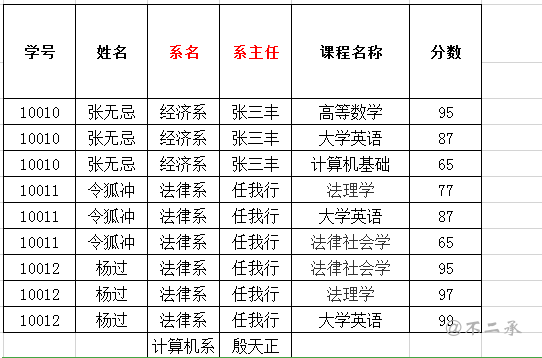 学号 姓名 系名 系主任 课程名称 分数
10010 张无忌 经济系 张三丰 高等数学 95
10010 张无忌 经济系 张三丰 大学英语 87
10010 张无忌 经济系 张三丰 计算机基础 65
10011 令狐冲 法律系 任我行 法理学 77
10011 令狐冲 法律系 任我行 大学英语 87
10011 令狐冲 法律系 任我行 法律社会学 65
10012 杨过 法律系 任我行 法律社会学 95
10012 杨过 法律系 任我行 法理学 97
10012 杨过 法律系 任我行 大学英语 99
计算机系 殷天正
@不二承